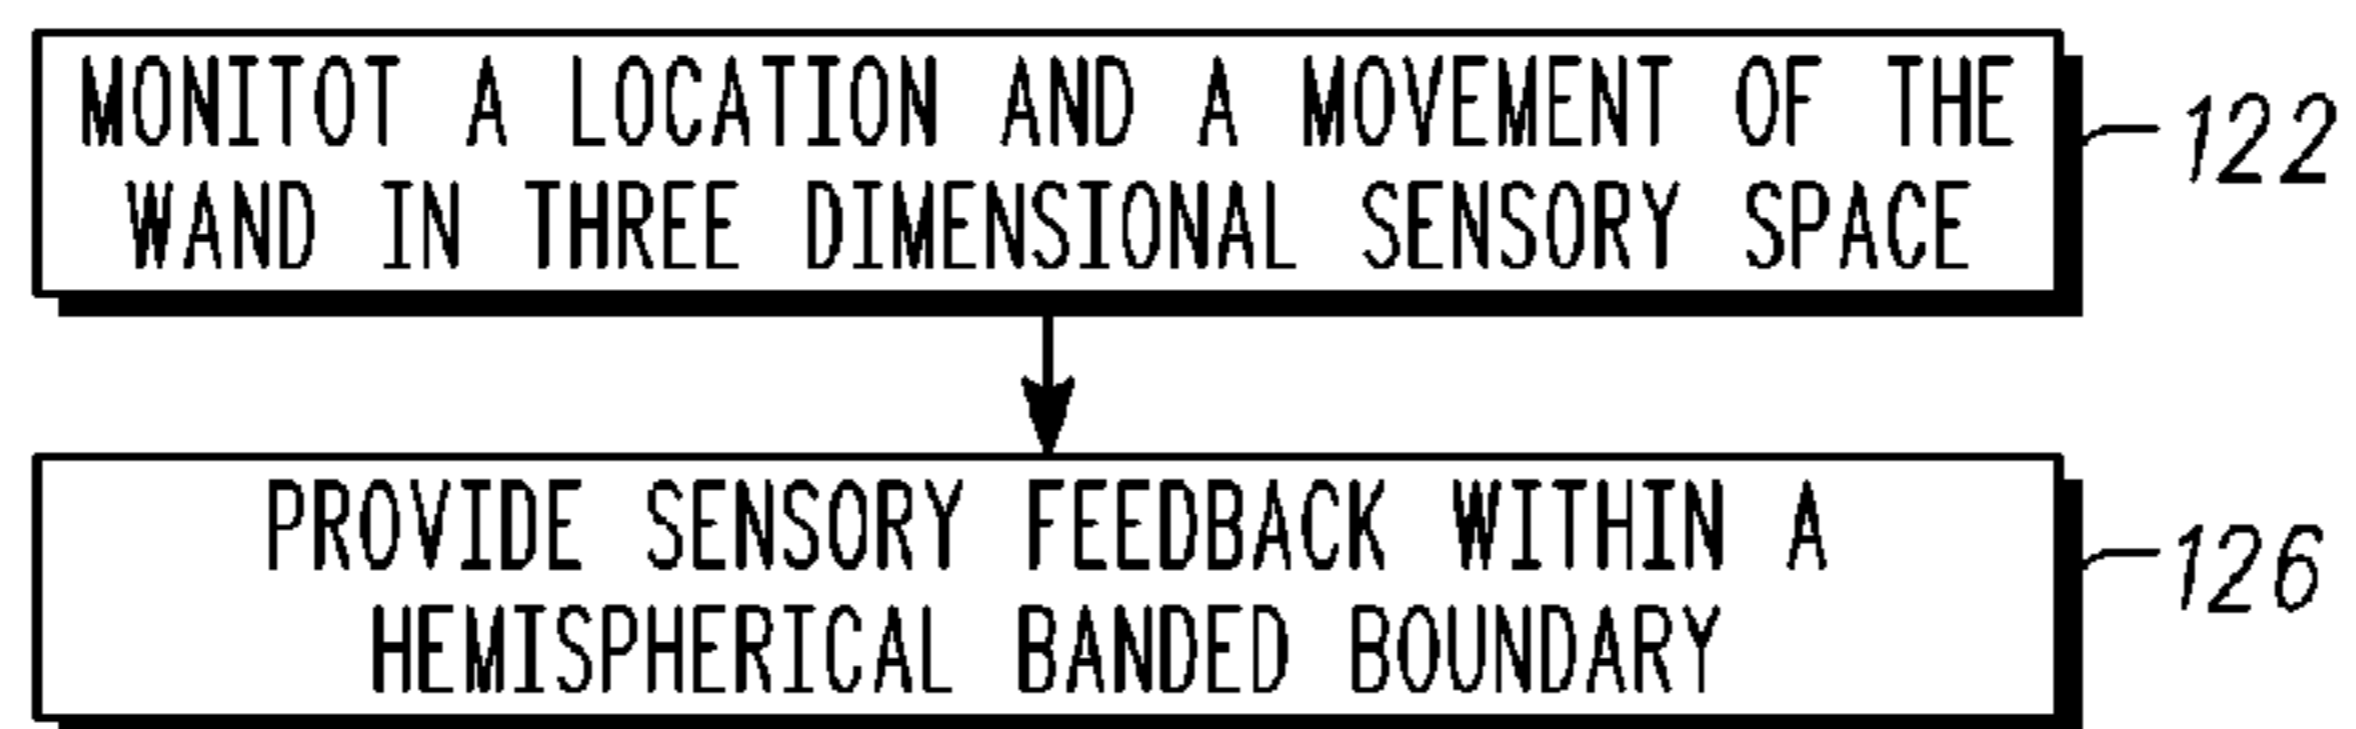 MONITOT A LOCATION AND A MOVEMENT OF THE
WAND IN THREE DIMENSIONAL SENSORY SPACE
122
PROVIDE SENSORY FEEDBACK WITHIN A
HEMISPHERICAL BANDED BOUNDARY
126